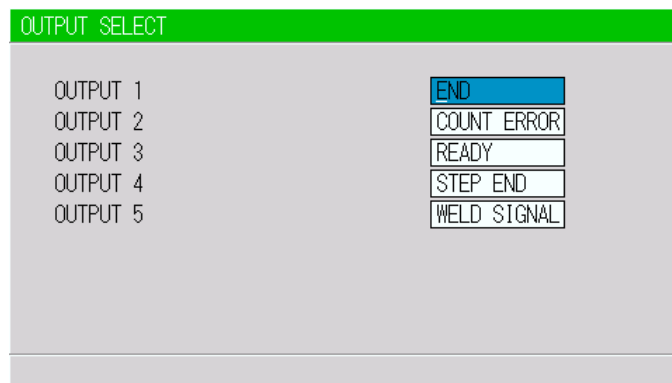 OUTPUT SELECT
OUTPUT 1 END
OUTPUT 2 COUNT ERROR
OUTPUT 3 READY
OUTPUT 4 STEP END
OUTPUT 5 WELD SIGNAL